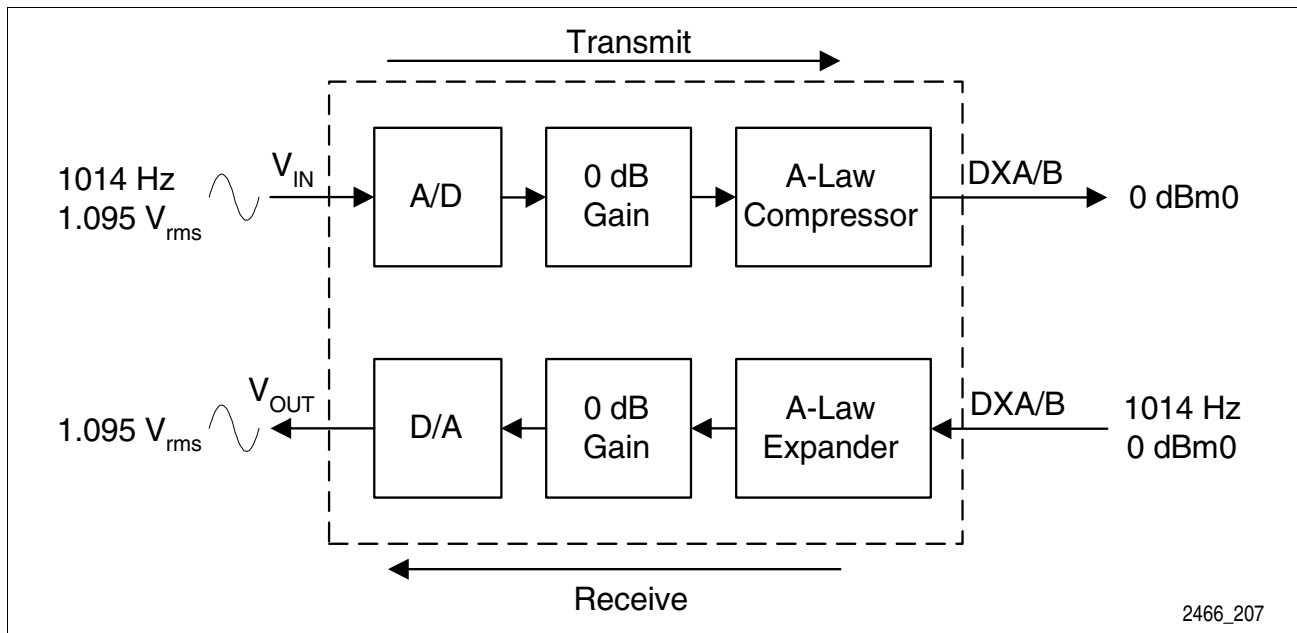 Transmit
1014 Hz
1.095 Vrms
VIN
A/D
0 dB
Gain
A-Law
Compressor
DXA/B
0 dBm0
1.095 Vrms
VOUT
D/A
0 dB
Gain
A-Law
Expander
DXA/B
1014 Hz
0 dBm0
Receive
2466_207